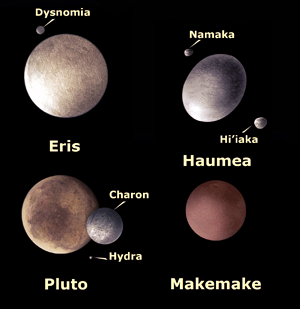 Dysnomia
Eris
Namaka
Hi’iaka
Haumea
Charon
Hydra
Pluto
Makemake